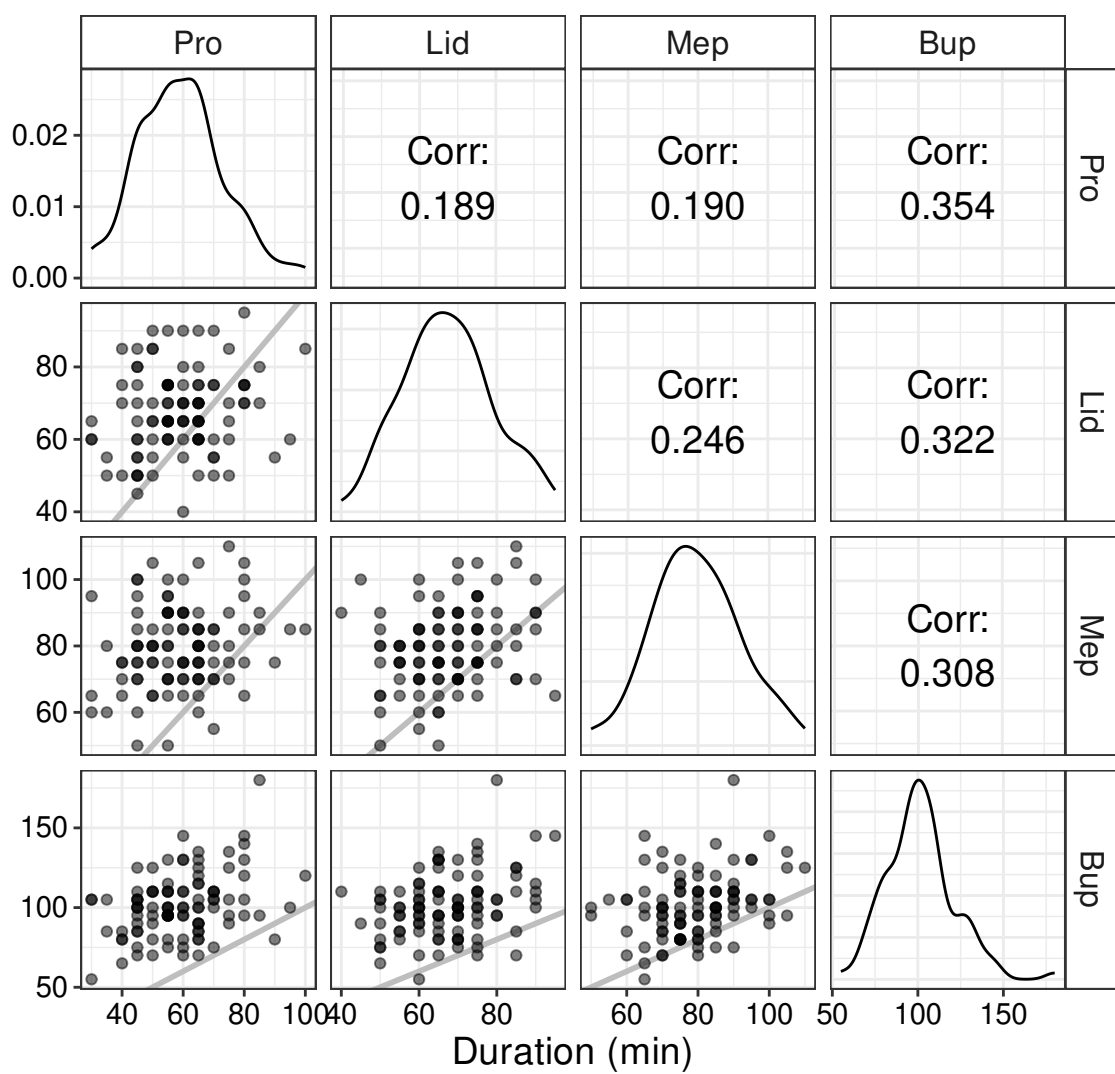 Pro Lid Mep Bup
0.02
0.01
0.00
Corr: Corr: Corr:
0.189 0.190 0.354
Pro
80
60
40
Corr: Corr:
0.246 0.322
Lid
100
80
60
Corr:
0.308
Mep
150
100
50
Bup
40 60 80 100 40 60 80 60 80 100 50 100 150
Duration (min)